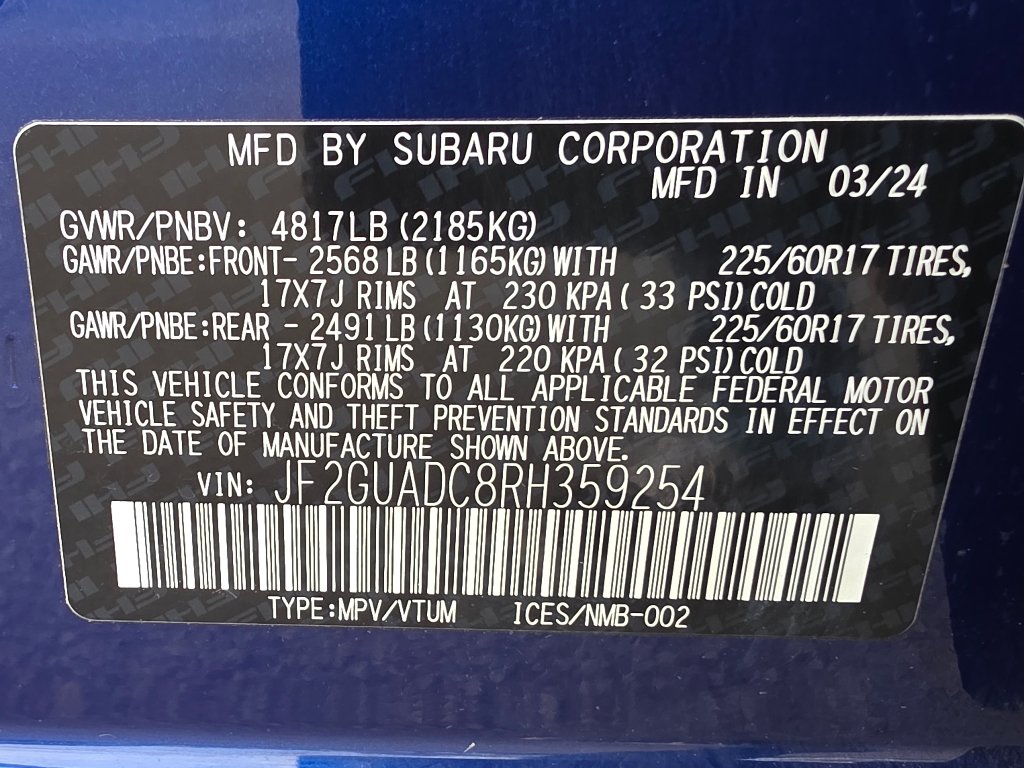 MFD BY SUBARU CORPORATION
MFD IN 03/24
GVWR/PNBV: 4817LB (2185KG)
GAWR/PNBE:FRONT- 2568 LB (1165KG) WITH 225/60R17 TIRES,
17X7J RIMS AT 230 KPA ( 33 PSI) COLD
GAWR/PNBE:REAR - 2491 LB (1130KG) WITH 225/60R17 TIRES,
17X7J RIMS AT 220 KPA ( 32 PSI) COLD
THIS VEHICLE CONFORMS TO ALL APPLICABLE FEDERAL MOTOR
VEHICLE SAFETY AND THEFT PREVENTION STANDARDS IN EFFECT ON
THE DATE OF MANUFACTURE SHOWN ABOVE.
VIN: JF2GUADC8RH359254
TYPE:MPV/VTUM ICES/NMB-002